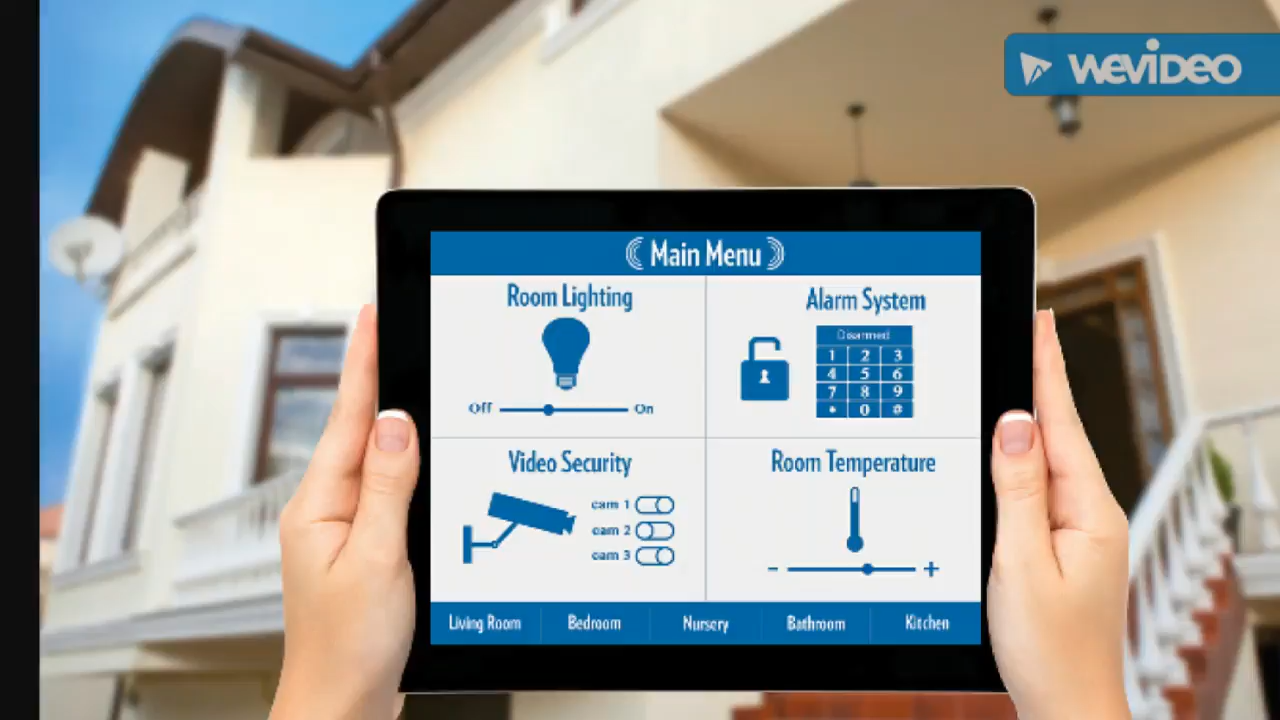 WEVIDEO
Main Menu
Room Lighting
Off On
Alarm System
Disarmed
1 2 3
4 5 6
7 8 9
* 0 #
Video Security
cam 1
cam 2
cam 3
Room Temperature
- +
Living Room Bedroom Nursery Bathroom Kitchen